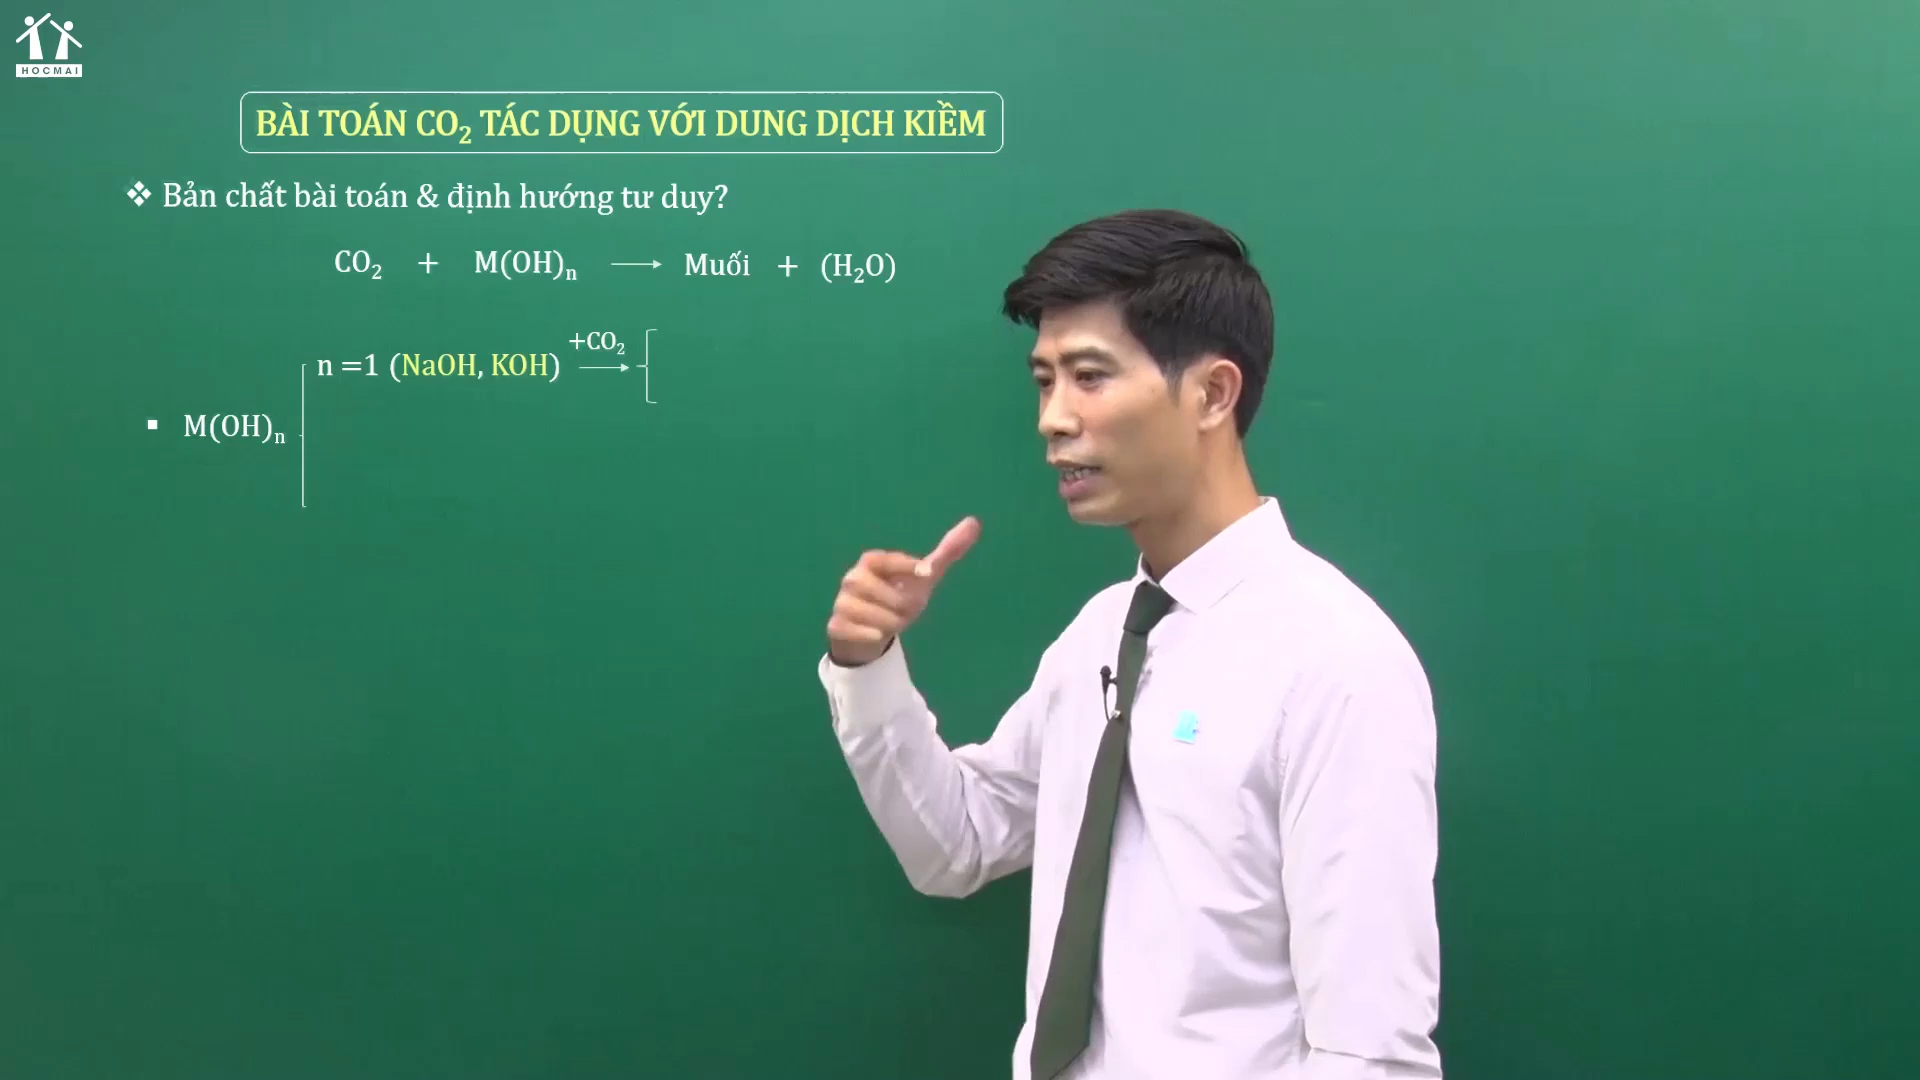 HOCMAI
BÀI TOÁN CO₂ TÁC DỤNG VỚI DUNG DỊCH KIỀM
❖ Bản chất bài toán & định hướng tư duy?
CO₂ + M(OH)ₙ ⟶ Muối + (H₂O)
+CO₂
n =1 (NaOH, KOH) ⟶
▪ M(OH)ₙ